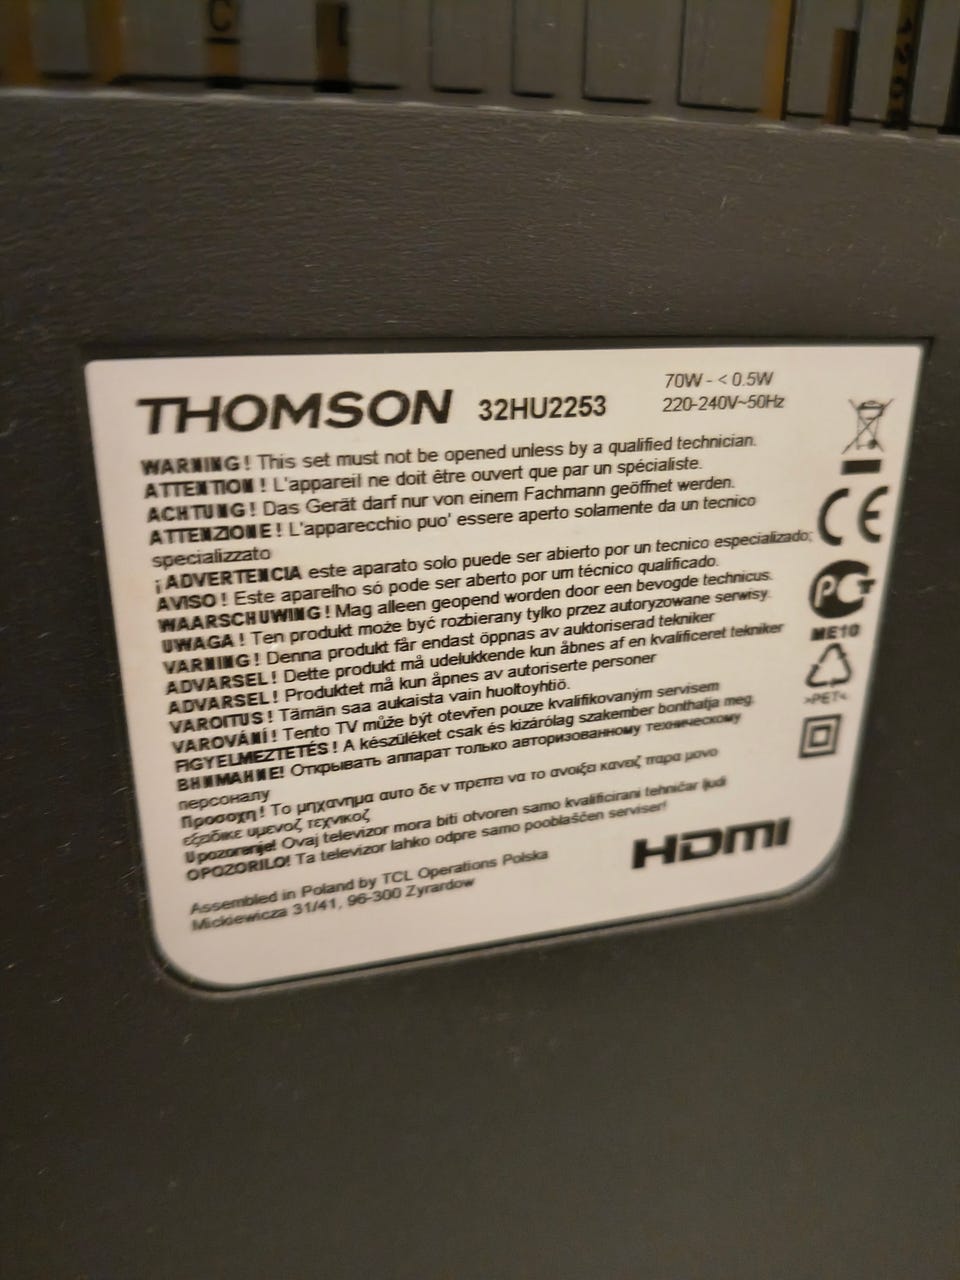 THOMSON 32HU2253
70W - < 0.5W
220-240V~50Hz
WARNING! This set must not be opened unless by a qualified technician.
ATTENTION! L'appareil ne doit être ouvert que par un spécialiste.
ACHTUNG! Das Gerät darf nur von einem Fachmann geöffnet werden.
ATTENZIONE! L'apparecchio puo' essere aperto solamente da un tecnico
specializzato
¡ADVERTENCIA este aparato solo puede ser abierto por un tecnico especializado;
AVISO! Este aparelho só pode ser aberto por um técnico qualificado.
WAARSCHUWING! Mag alleen geopend worden door een bevogde technicus.
UWAGA! Ten produkt może być rozbierany tylko przez autoryzowane serwisy.
VARNING! Denna produkt får endast öppnas av auktoriserad tekniker
ADVARSEL! Dette produkt må udelukkende kun åbnes af en kvalificeret tekniker
ADVARSEL! Produktet må kun åpnes av autoriserte personer
VAROITUS! Tämän saa aukaista vain huoltoyhtiö.
VAROVÁNÍ! Tento TV může být otevřen pouze kvalifikovaným servisem
FIGYELMEZTETÉS! A készüléket csak és kizárólag szakember bonthatja meg.
ВНИМАНИЕ! Открывать аппарат только авторизованному техническому
персоналу
Προσοχη! Το μηχανημα αυτο δε ν πρεπει να το ανοιξει κανεις παρα μονο
εξειδικε υμενος τεχνικος
Upozorenje! Ovaj televizor mora biti otvoren samo kvalificirani tehničar ljudi
OPOZORILO! Ta televizor lahko odpre samo pooblaščen serviser!
Assembled in Poland by TCL Operations Polska
Mickiewicza 31/41, 96-300 Zyrardow
HDMI
CE
ME10
>PET<